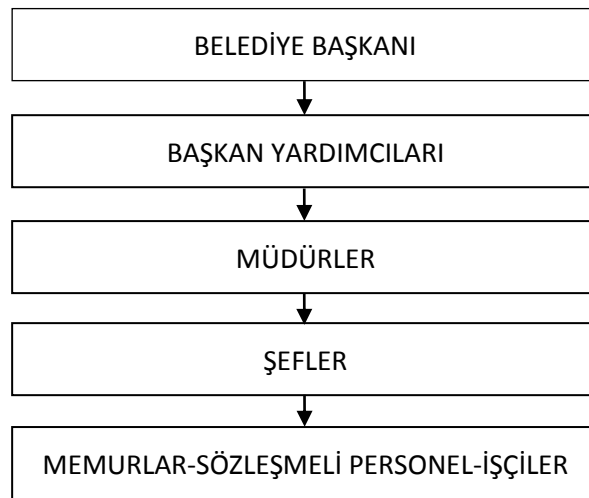 BELEDİYE BAŞKANI
BAŞKAN YARDIMCILARI
MÜDÜRLER
ŞEFLER
MEMURLAR-SÖZLEŞMELİ PERSONEL-İŞÇİLER